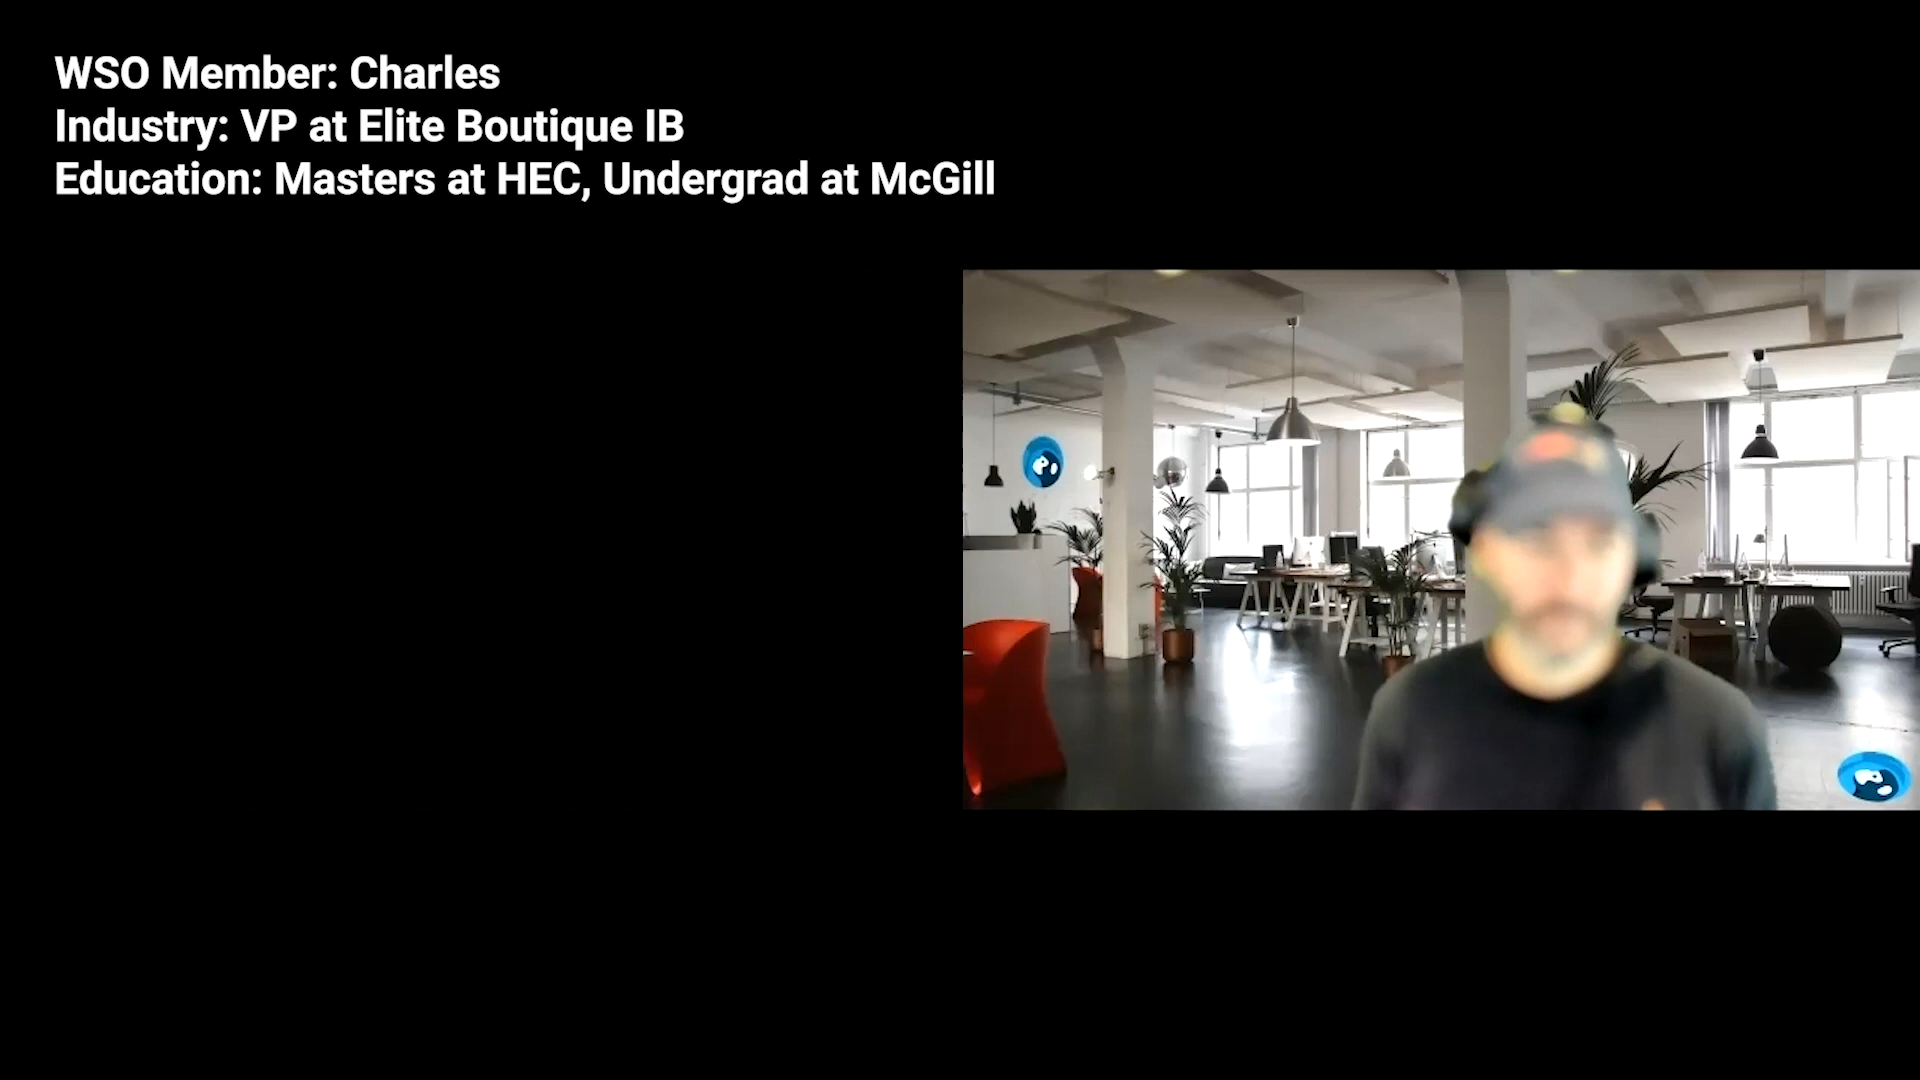 WSO Member: Charles
Industry: VP at Elite Boutique IB
Education: Masters at HEC, Undergrad at McGill